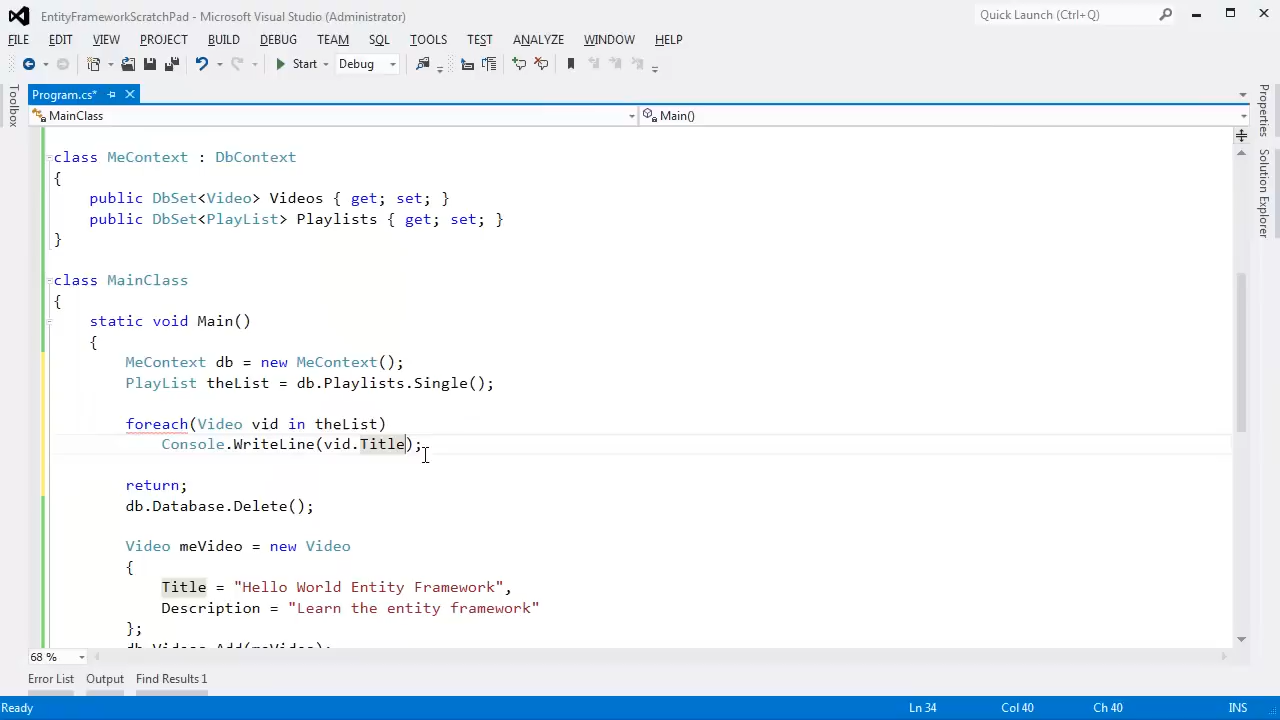 EntityFrameworkScratchPad - Microsoft Visual Studio (Administrator)
Quick Launch (Ctrl+Q)
FILE EDIT VIEW PROJECT BUILD DEBUG TEAM SQL TOOLS TEST ANALYZE WINDOW HELP
Start Debug
Toolbox
Program.cs*
Properties
Solution Explorer
MainClass Main()
class MeContext : DbContext
{
public DbSet<Video> Videos { get; set; }
public DbSet<PlayList> Playlists { get; set; }
}
class MainClass
{
static void Main()
{
MeContext db = new MeContext();
PlayList theList = db.Playlists.Single();
foreach(Video vid in theList)
Console.WriteLine(vid.Title);
return;
db.Database.Delete();
Video meVideo = new Video
{
Title = "Hello World Entity Framework",
Description = "Learn the entity framework"
};
db.Videos.Add(meVideo);
68 %
Error List Output Find Results 1
Ready Ln 34 Col 40 Ch 40 INS